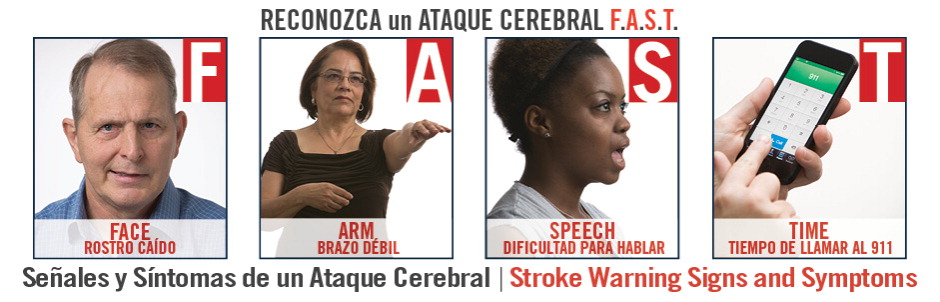 RECONOZCA un ATAQUE CEREBRAL F.A.S.T.
F
FACE
ROSTRO CAÍDO
A
ARM
BRAZO DÉBIL
S
SPEECH
DIFICULTAD PARA HABLAR
T
911
TIME
TIEMPO DE LLAMAR AL 911
Señales y Síntomas de un Ataque Cerebral | Stroke Warning Signs and Symptoms